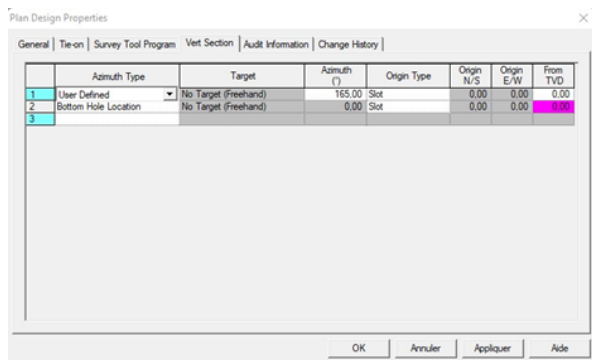 Plan Design Properties
General Tie-on Survey Tool Program Vert Section Audit Information Change History
Azimuth Type Target Azimuth (°) Origin Type Origin N/S Origin E/W From TVD
1 User Defined No Target (Freehand) 165,00 Slot 0,00 0,00 0.00
2 Bottom Hole Location No Target (Freehand) 0,00 Slot 0,00 0,00 0.00
3
OK Annuler Appliquer Aide